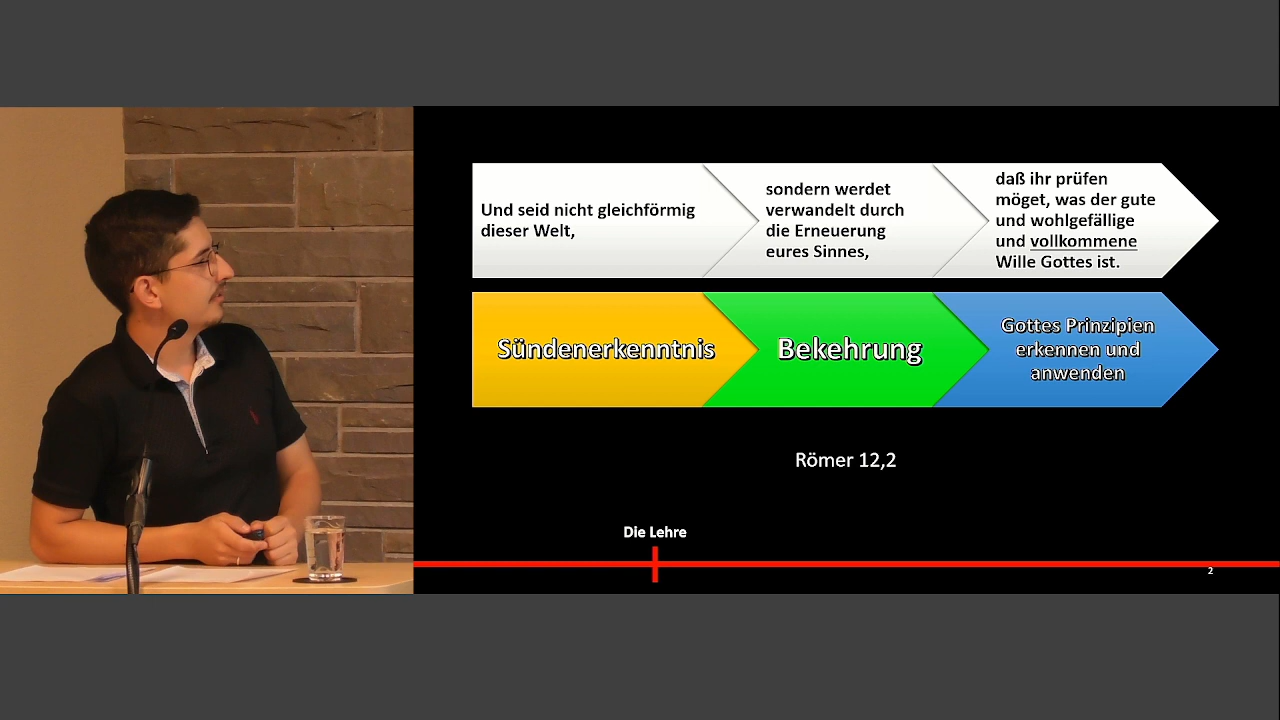 Und seid nicht gleichförmig
dieser Welt,
sondern werdet
verwandelt durch
die Erneuerung
eures Sinnes,
daß ihr prüfen
möget, was der gute
und wohlgefällige
und vollkommene
Wille Gottes ist.
Sündenerkenntnis
Bekehrung
Gottes Prinzipien
erkennen und
anwenden
Römer 12,2
Die Lehre
2